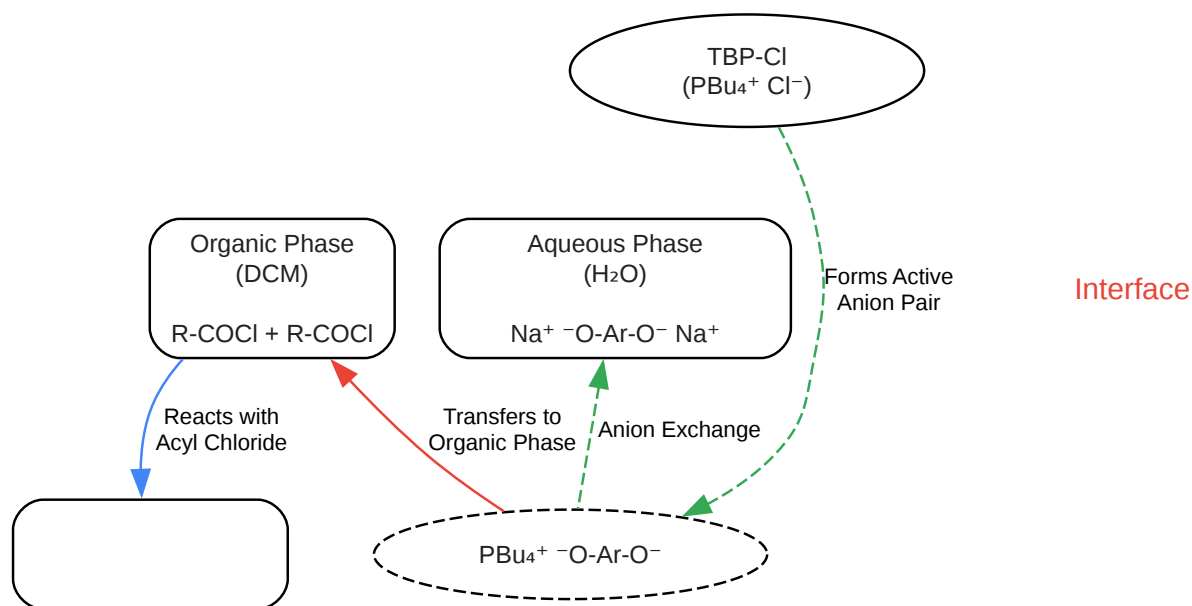 TBP-Cl
(PBu₄⁺ Cl⁻)
Organic Phase
(DCM)
R-COCl + R-COCl
Aqueous Phase
(H₂O)
Na⁺ ⁻O-Ar-O⁻ Na⁺
Forms Active
Anion Pair
Interface
Reacts with
Acyl Chloride
Transfers to
Organic Phase
Anion Exchange
PBu₄⁺ ⁻O-Ar-O⁻